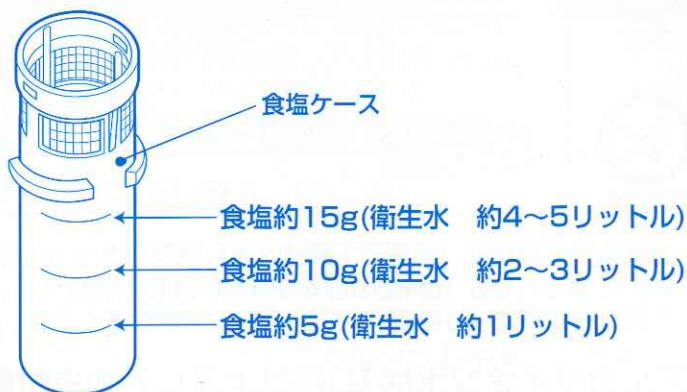 食塩ケース
食塩約15g(衛生水　約4〜5リットル)
食塩約10g(衛生水　約2〜3リットル)
食塩約5g(衛生水　約1リットル)